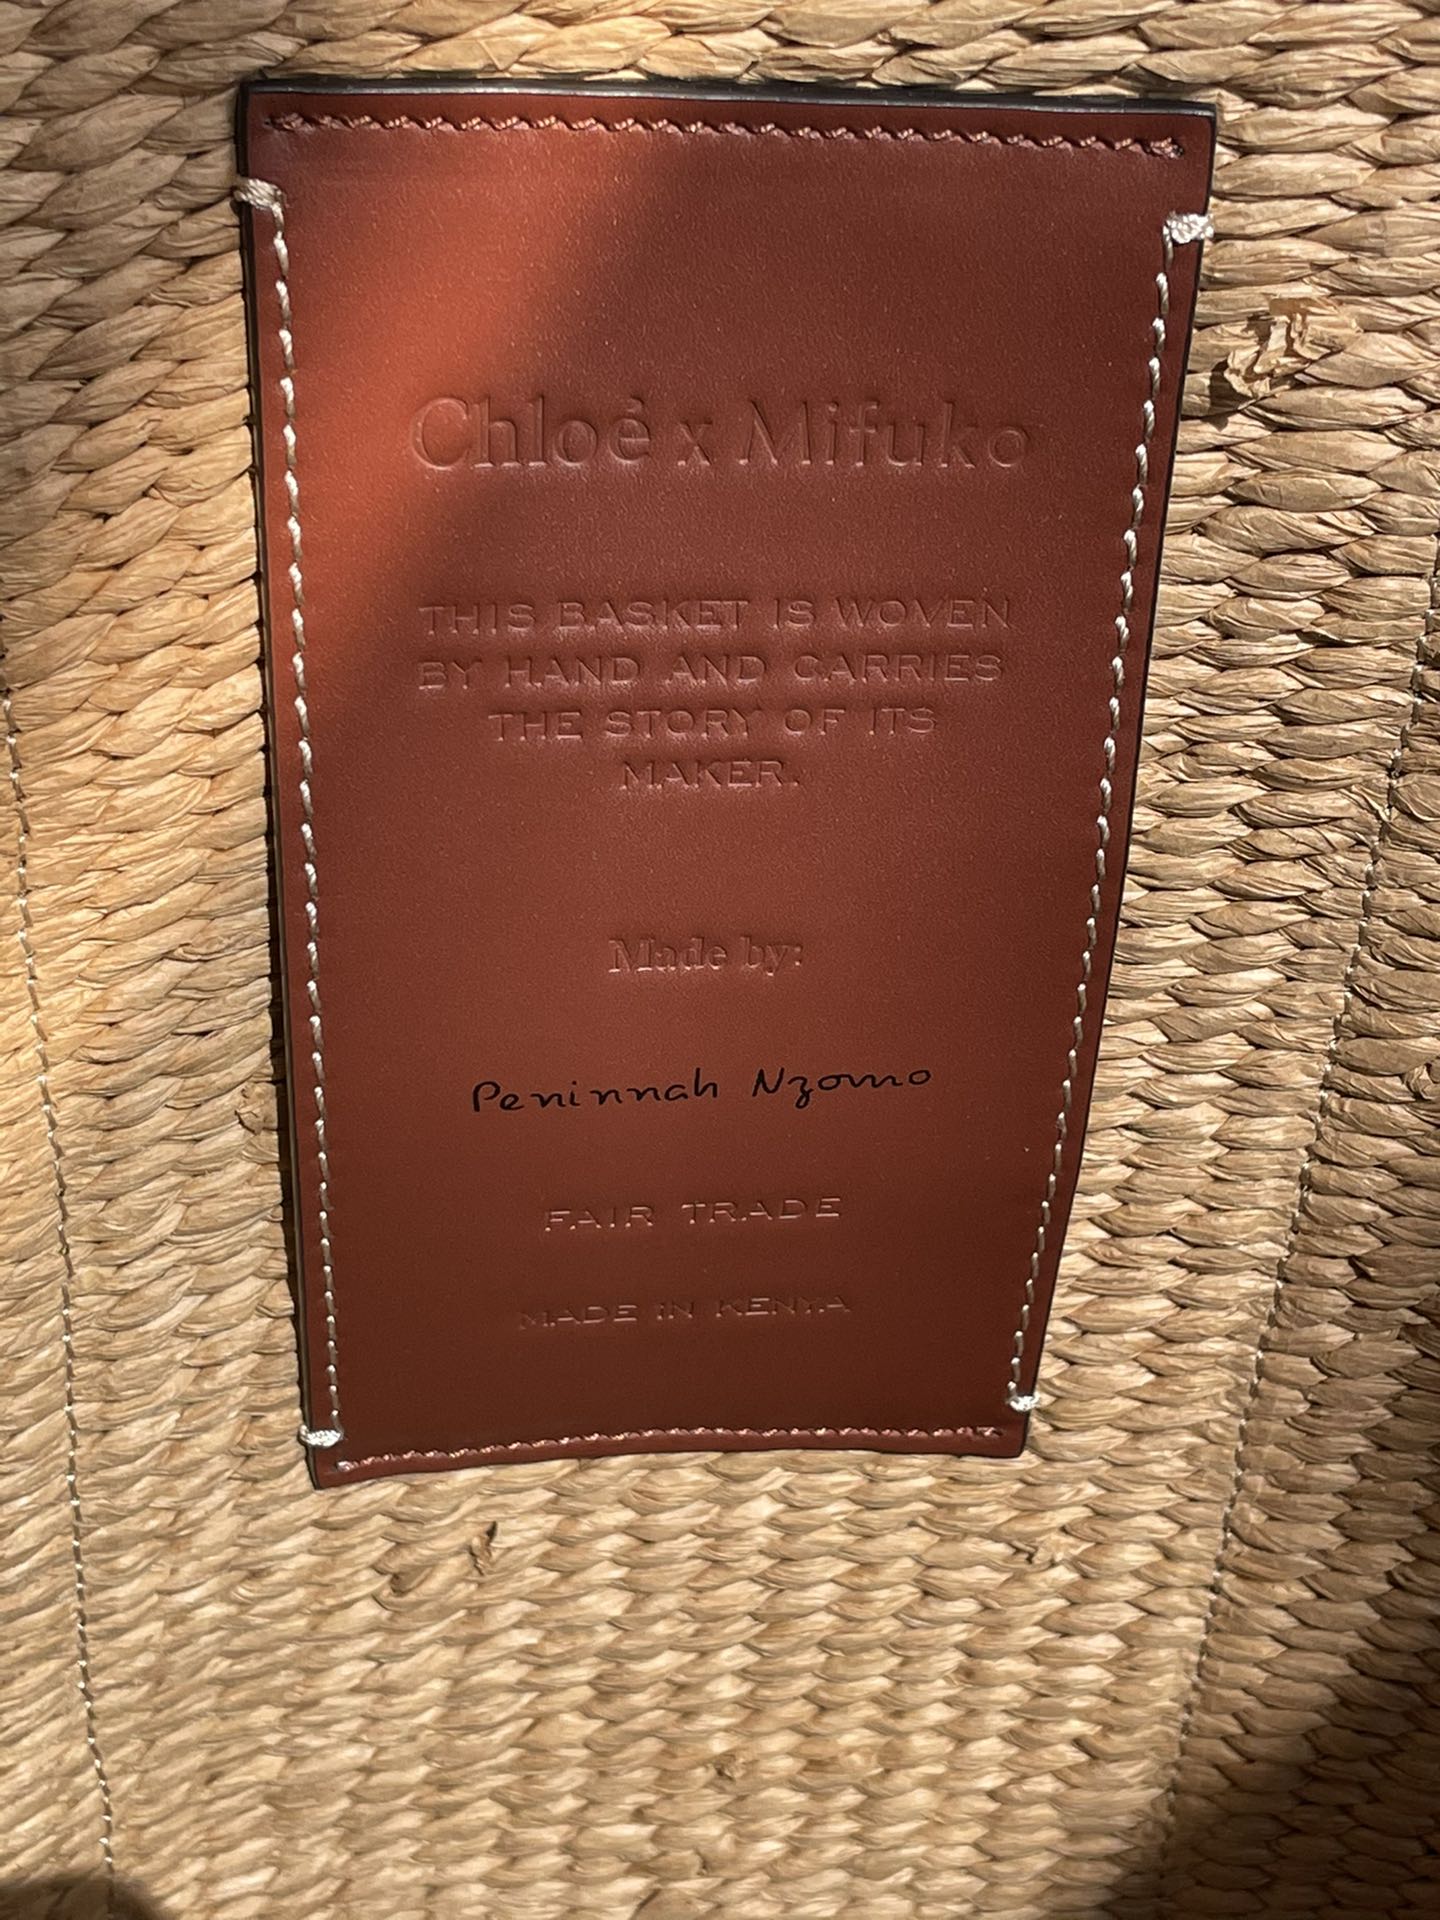 Chloé x Mifuko
THIS BASKET IS WOVEN
BY HAND AND CARRIES
THE STORY OF ITS
MAKER.
Made by:
Peninnah Nzomo
FAIR TRADE
MADE IN KENYA